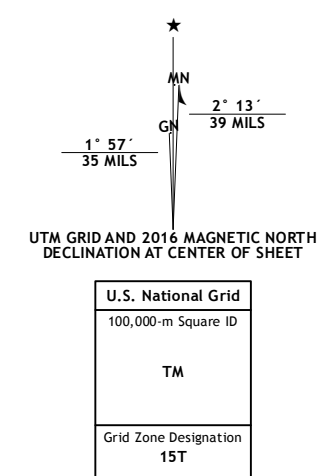 ★
MN
GN
2° 13´
39 MILS
1° 57´
35 MILS
UTM GRID AND 2016 MAGNETIC NORTH
DECLINATION AT CENTER OF SHEET
U.S. National Grid
100,000-m Square ID
TM
Grid Zone Designation
15T